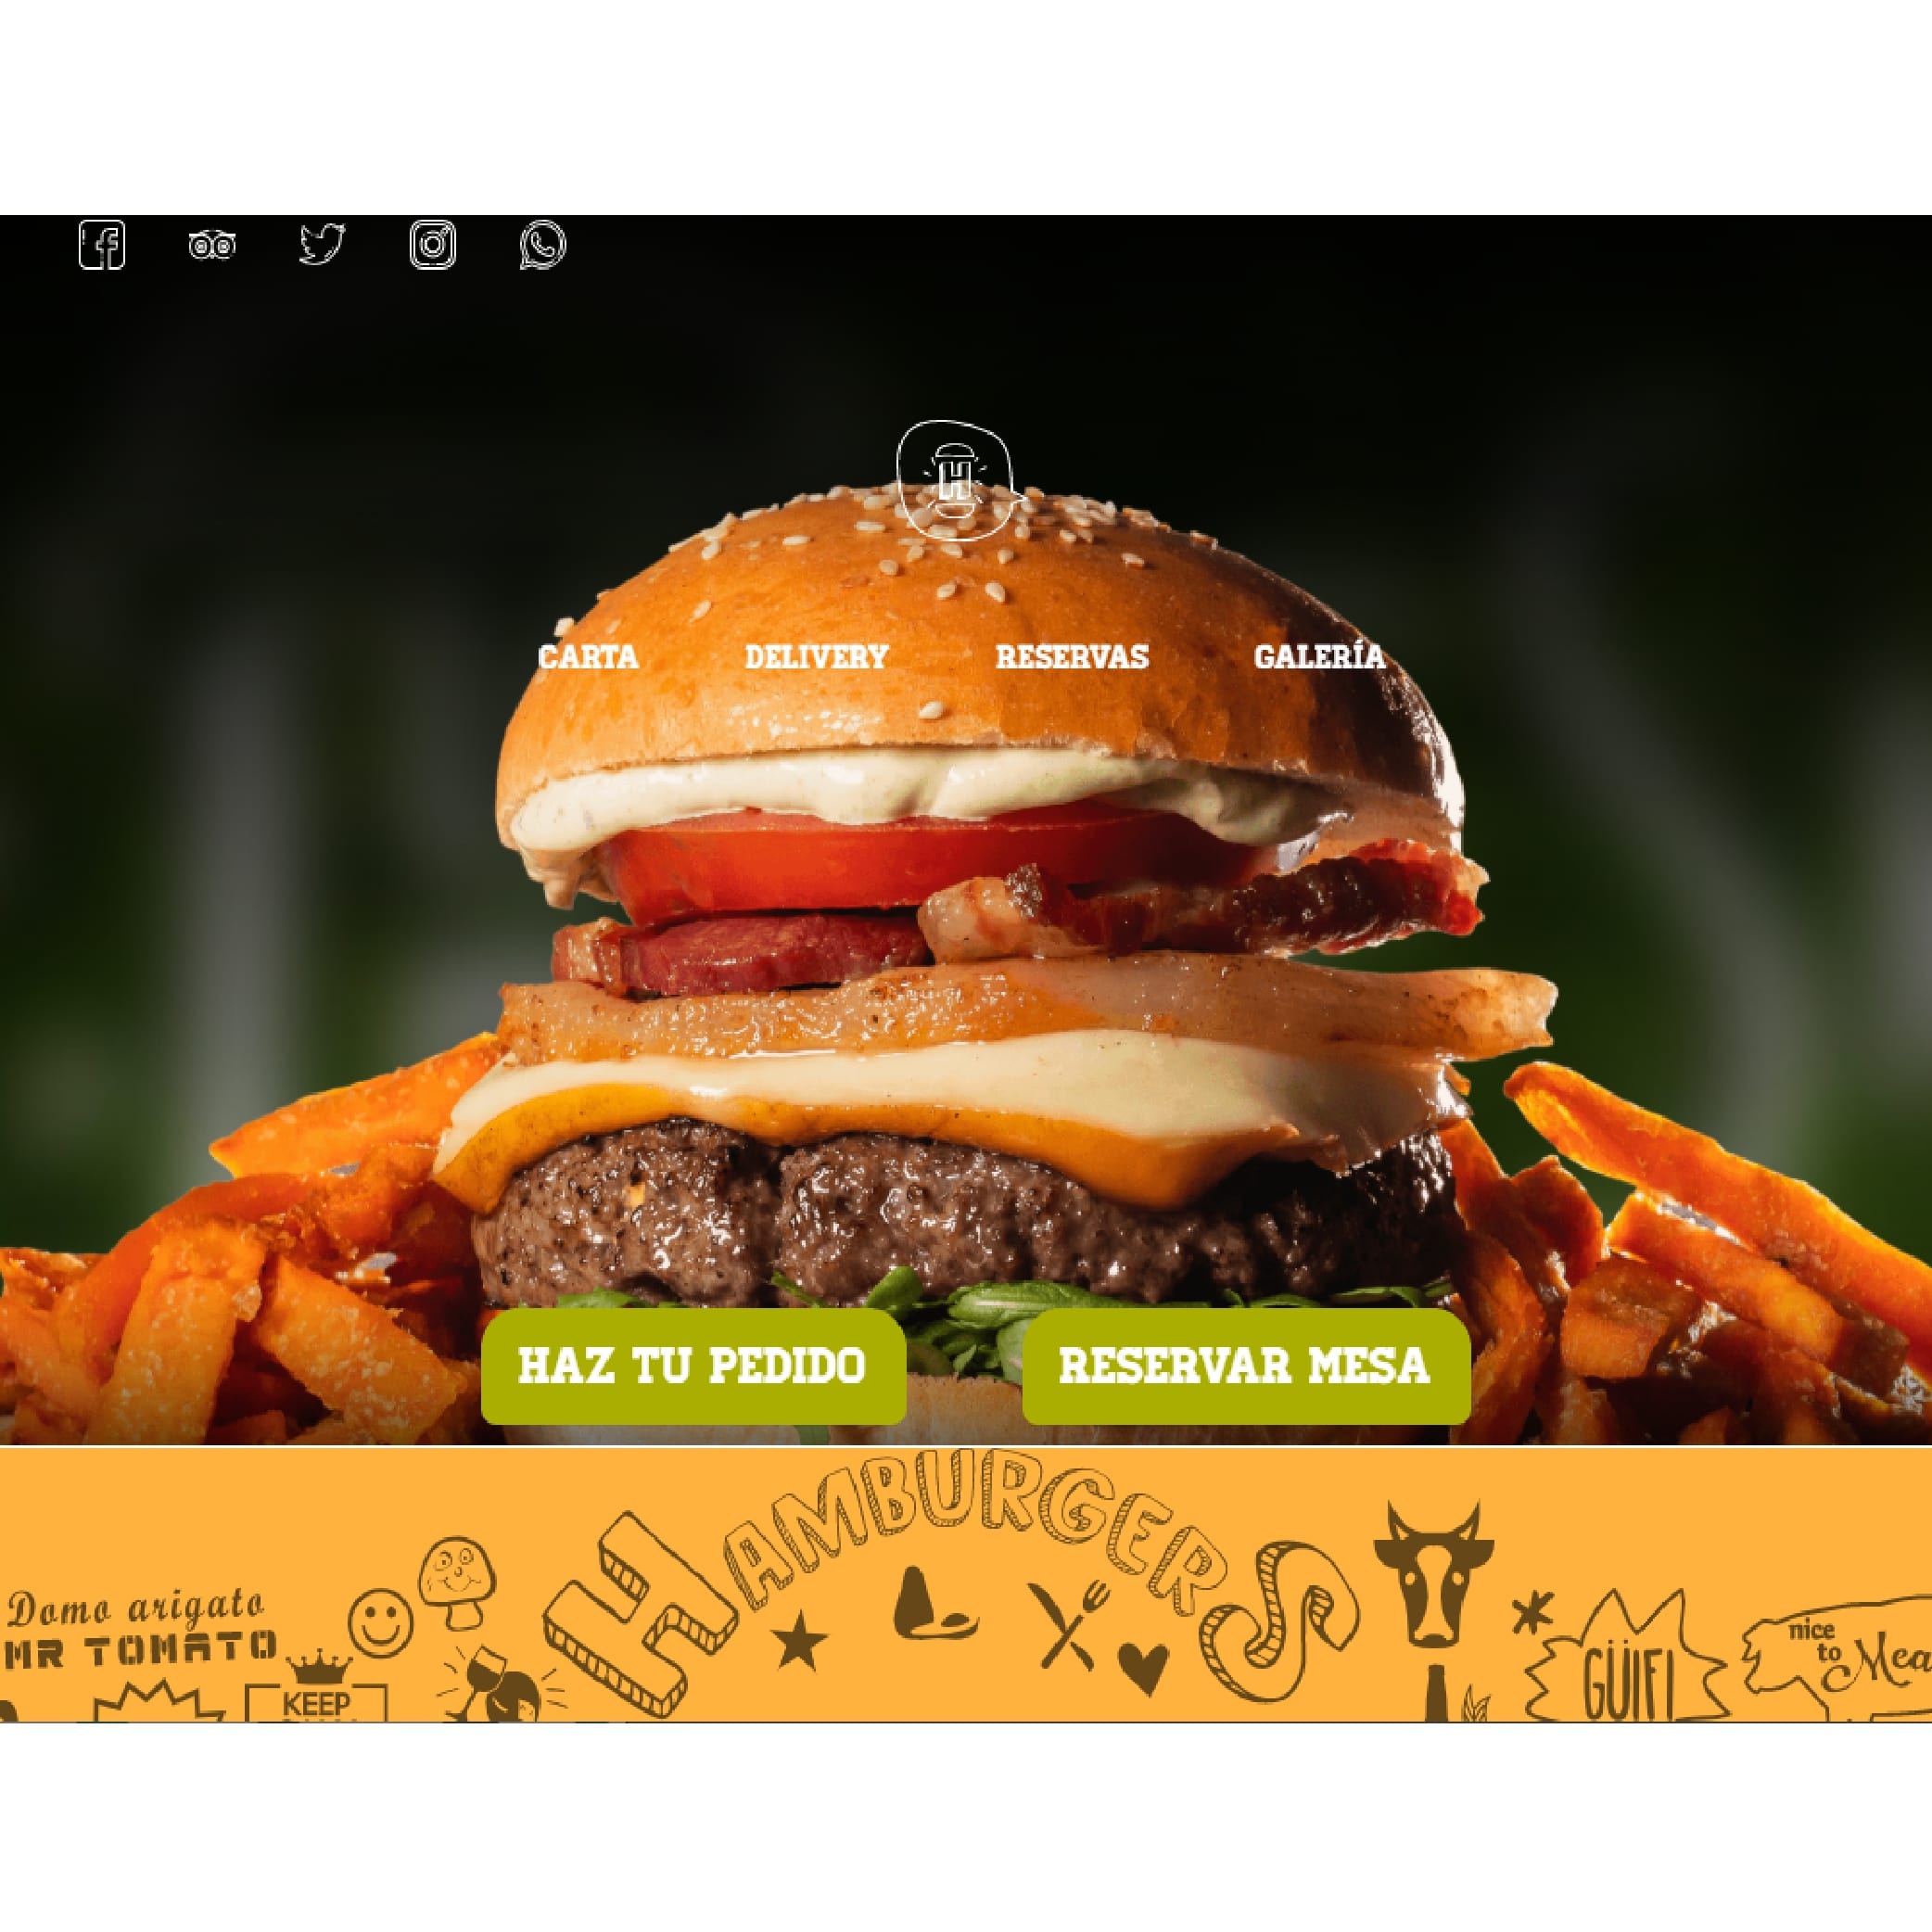 H
CARTA DELIVERY RESERVAS GALERÍA
HAZ TU PEDIDO RESERVAR MESA
HAMBURGERS
Domo arigato
MR TOMATO
KEEP
GÜIFI
nice
to Mea